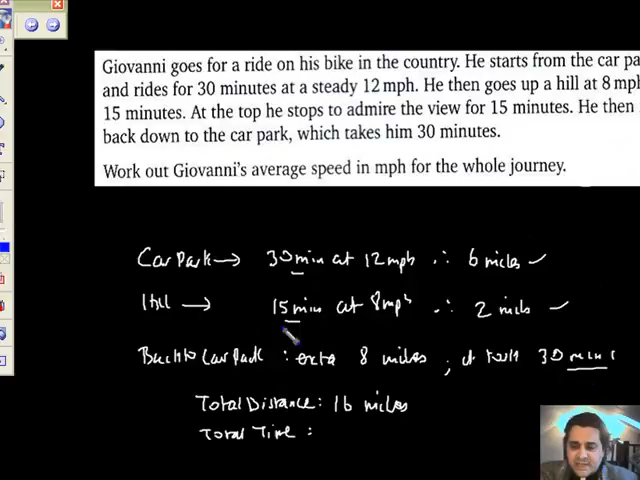 Giovanni goes for a ride on his bike in the country. He starts from the car pa
and rides for 30 minutes at a steady 12 mph. He then goes up a hill at 8 mph
15 minutes. At the top he stops to admire the view for 15 minutes. He then
back down to the car park, which takes him 30 minutes.
Work out Giovanni's average speed in mph for the whole journey.
Car Park → 30 min at 12 mph ∴ 6 miles ✓
Hill → 15 min at 8 mph ∴ 2 miles ✓
Back to Car Park : extra 8 miles ; it took 30 mins
Total Distance : 16 miles
Total Time :